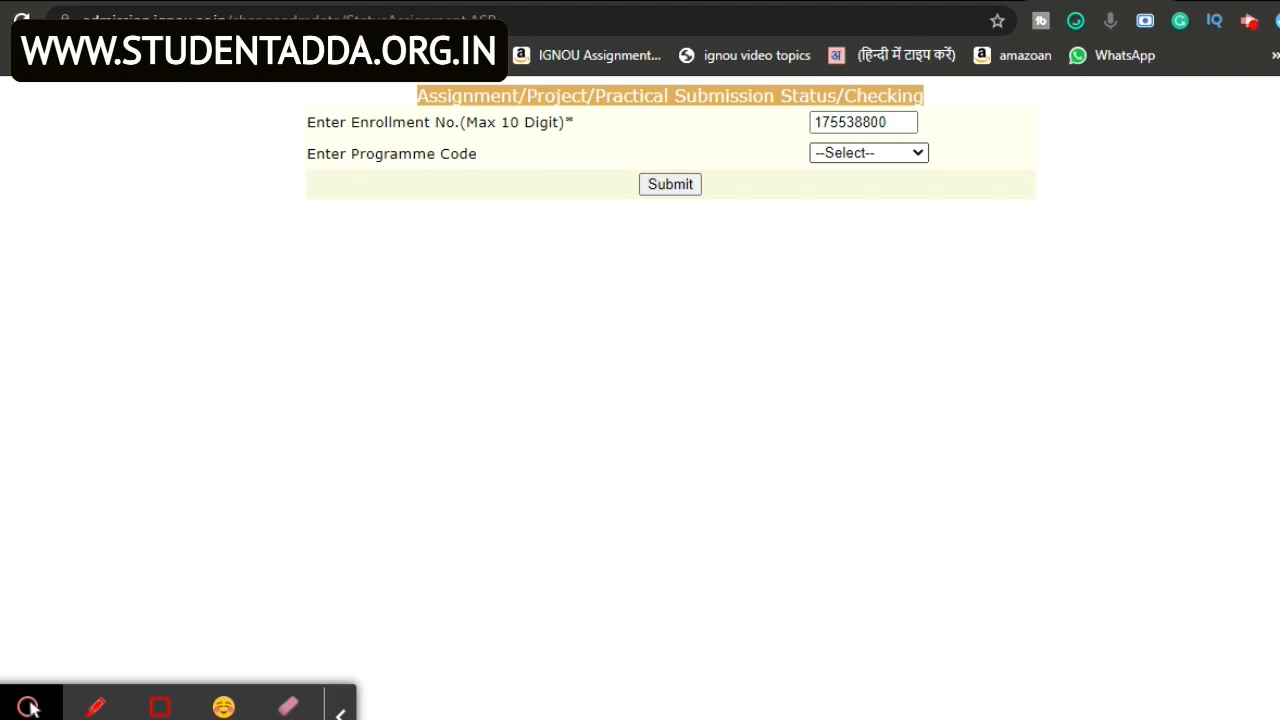 WWW.STUDENTADDA.ORG.IN
IGNOU Assignment...
ignou video topics
अ
(हिन्दी में टाइप करें)
amazoan
WhatsApp
Assignment/Project/Practical Submission Status/Checking
Enter Enrollment No.(Max 10 Digit)*
175538800
Enter Programme Code
--Select--
Submit